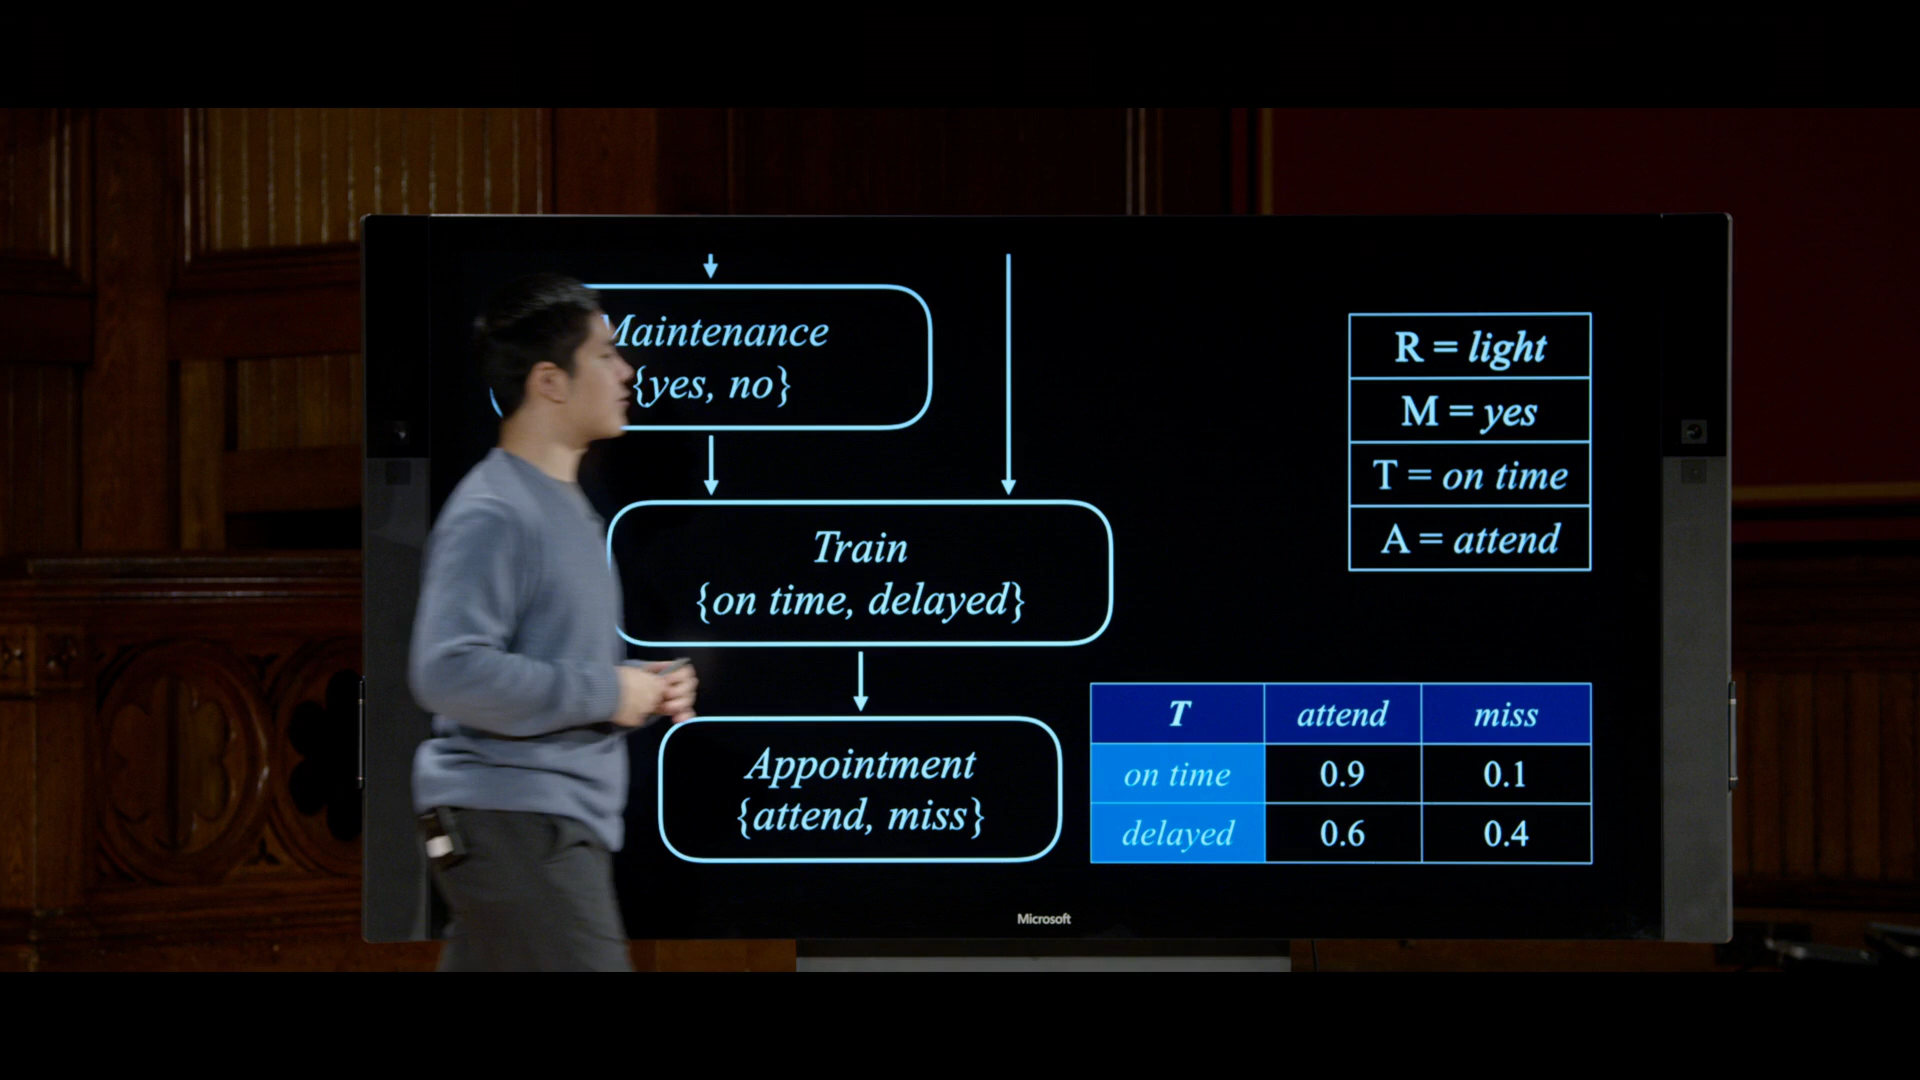 Maintenance
{yes, no}
Train
{on time, delayed}
Appointment
{attend, miss}
R = light
M = yes
T = on time
A = attend
T attend miss
on time 0.9 0.1
delayed 0.6 0.4
Microsoft